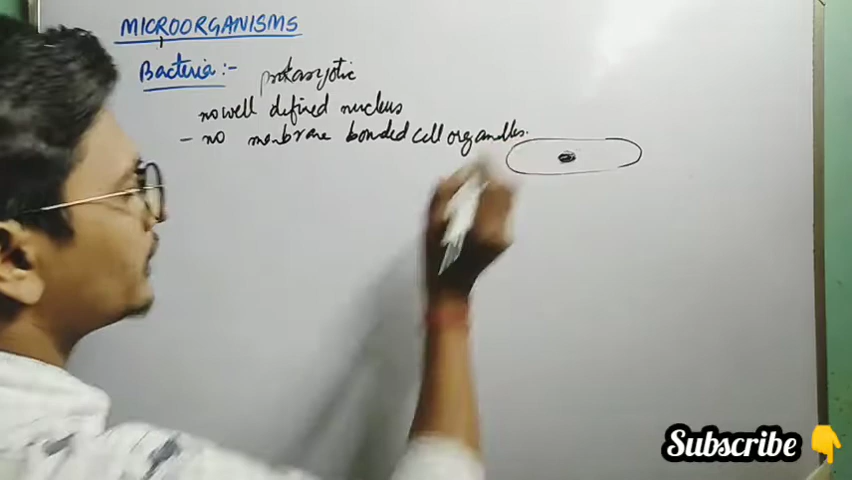 MICROORGANISMS
Bacteria :- prokaryotic
no well defined nucleus
- no membrane bonded cell organelles.
Subscribe